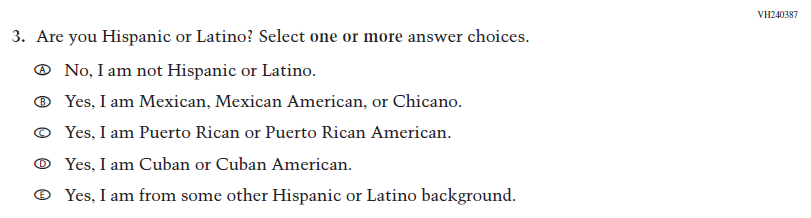 VH240387
3. Are you Hispanic or Latino? Select one or more answer choices.
A No, I am not Hispanic or Latino.
B Yes, I am Mexican, Mexican American, or Chicano.
C Yes, I am Puerto Rican or Puerto Rican American.
D Yes, I am Cuban or Cuban American.
E Yes, I am from some other Hispanic or Latino background.